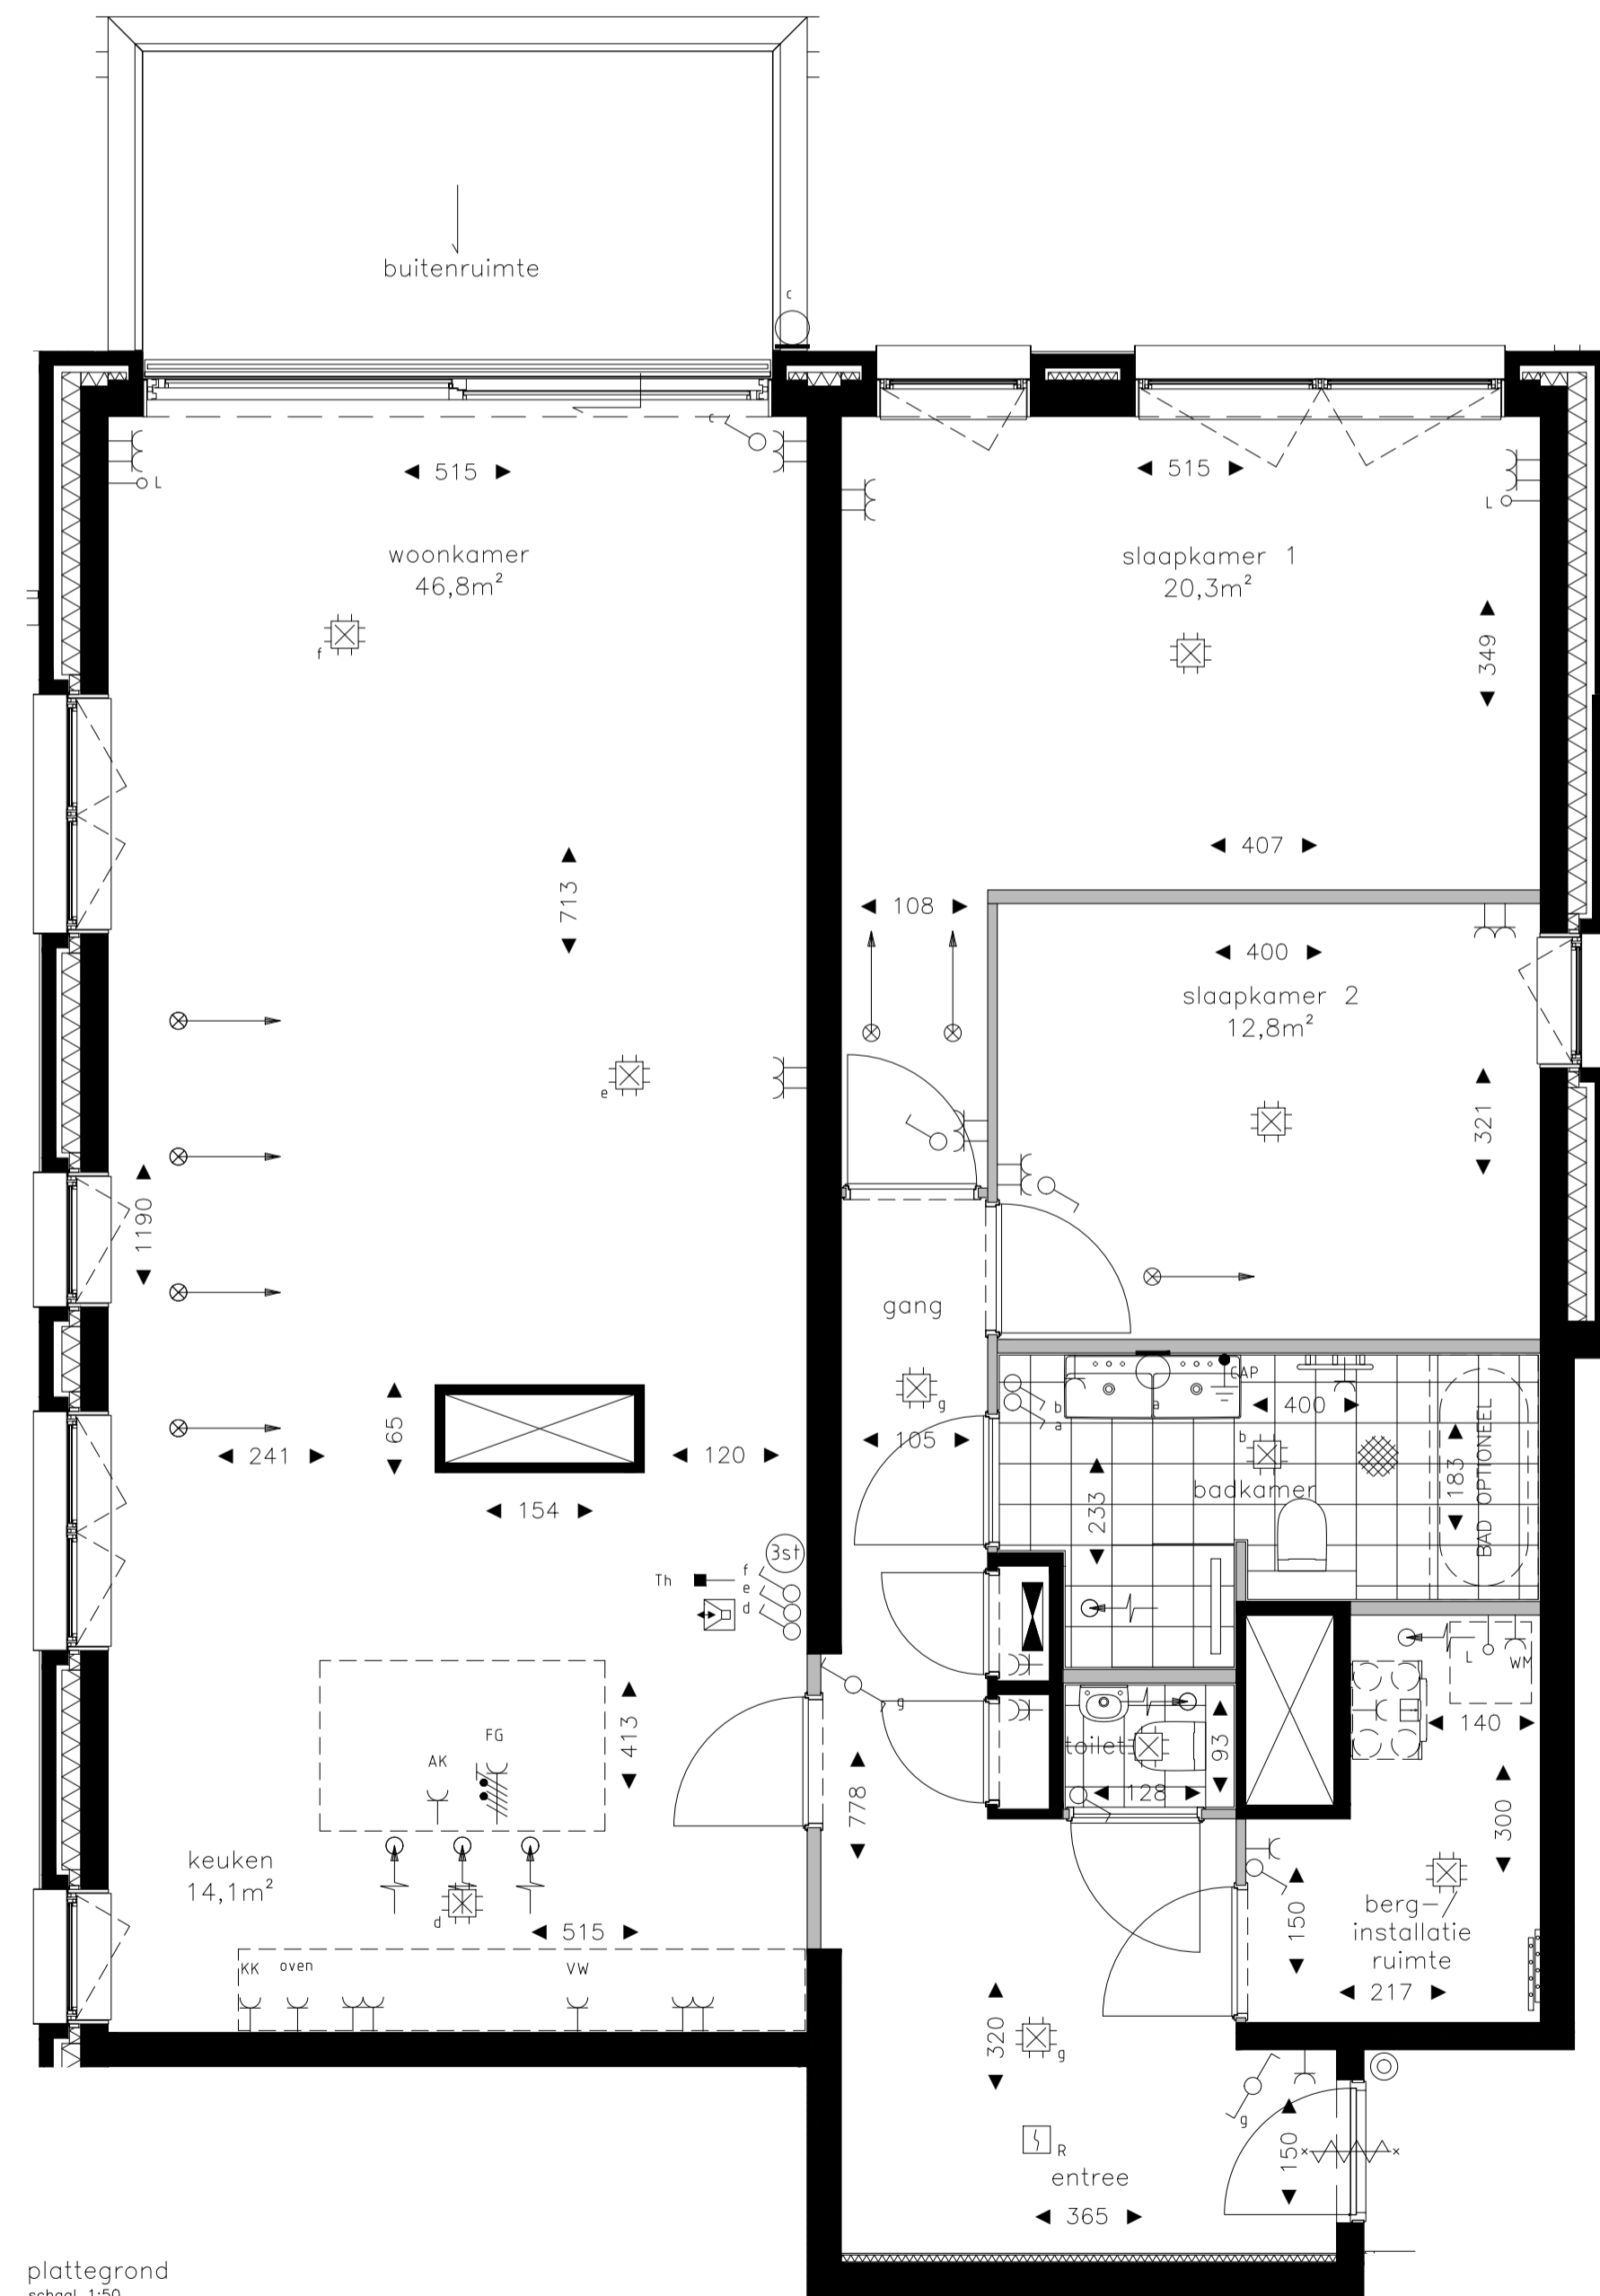 c
buitenruimte
c
515
515
L
L
woonkamer
46,8m²
slaapkamer 1
20,3m²
f
349
407
713
108
400
slaapkamer 2
12,8m²
e
321
1190
gang
CAP
400
b
a
a
g
b
65
241
120
105
183
BAD OPTIONEEL
badkamer
233
154
3st
Th
f
e
d
L
WM
g
140
413
FG
AK
toilet
93
128
778
300
keuken
14,1m²
d
150
berg-
installatie
ruimte
515
KK
oven
VW
217
320
g
g
R
150
entree
365
plattegrond
schaal 1:50